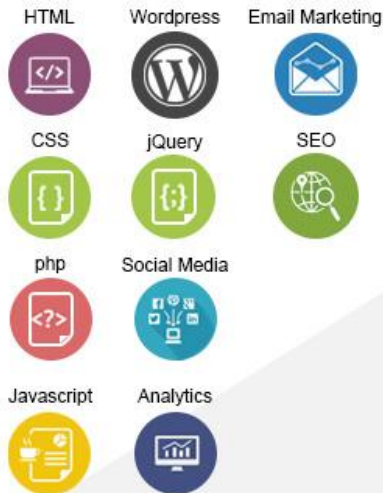 HTML Wordpress Email Marketing
</>
W
CSS jQuery SEO
{ } {;}
php Social Media
<?>
Javascript Analytics